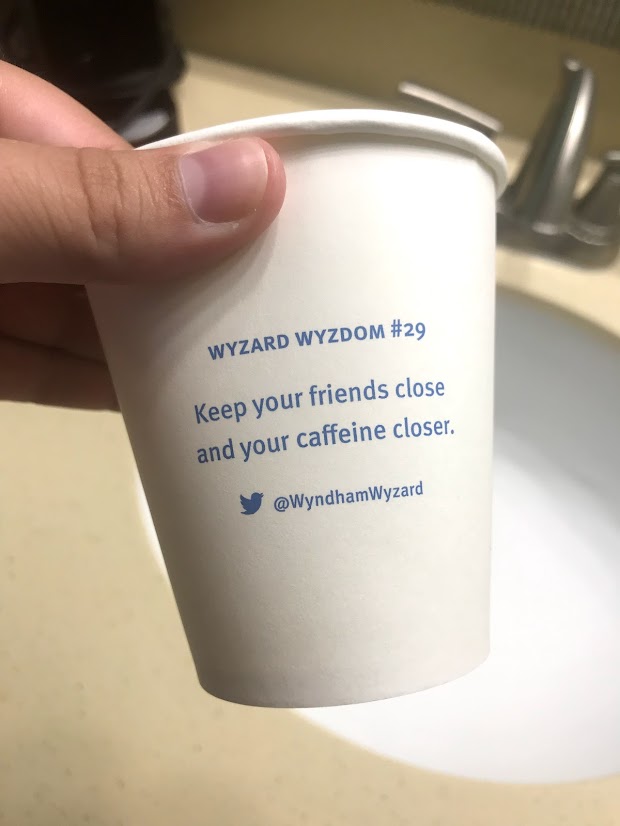 WYZARD WYZDOM #29
Keep your friends close
and your caffeine closer.
@WyndhamWyzard